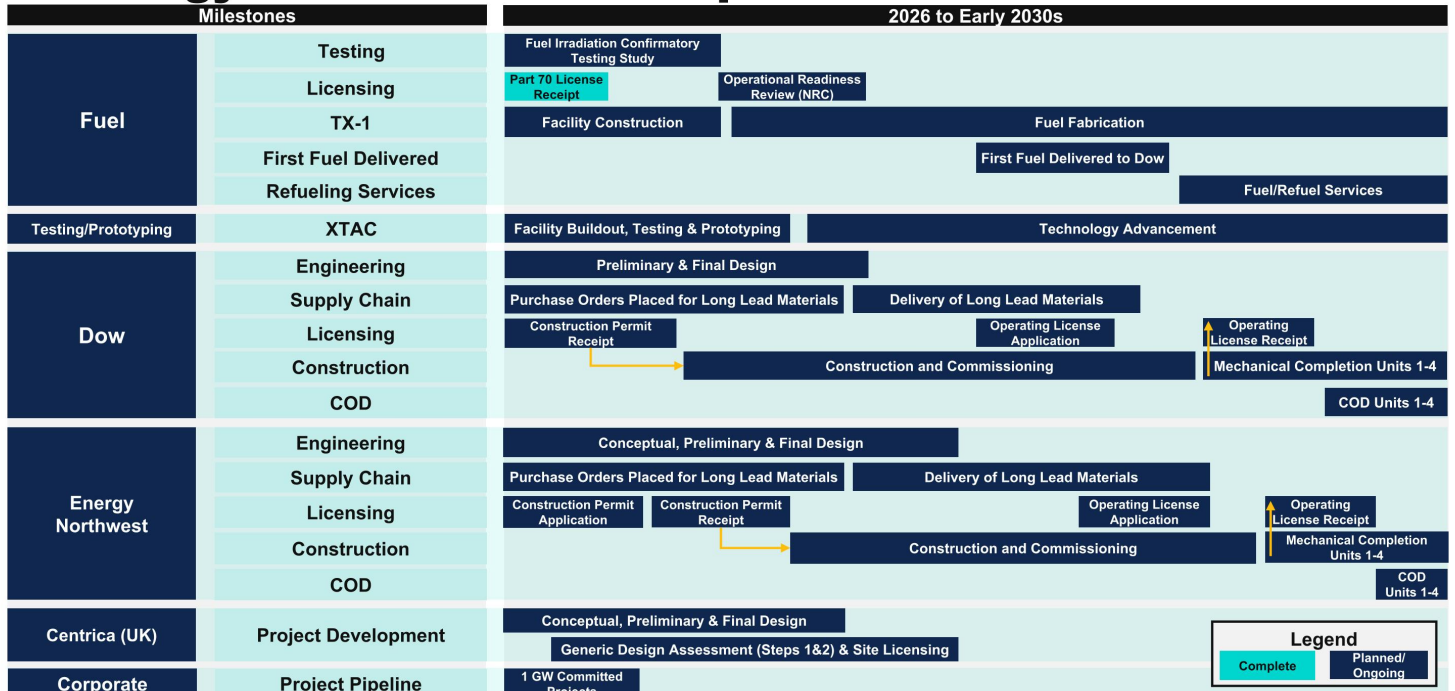 Milestones
2026 to Early 2030s
Fuel
Testing
Fuel Irradiation Confirmatory
Testing Study
Licensing
Part 70 License
Receipt
Operational Readiness
Review (NRC)
TX-1
Facility Construction
Fuel Fabrication
First Fuel Delivered
First Fuel Delivered to Dow
Refueling Services
Fuel/Refuel Services
Testing/Prototyping
XTAC
Facility Buildout, Testing & Prototyping
Technology Advancement
Dow
Engineering
Preliminary & Final Design
Supply Chain
Purchase Orders Placed for Long Lead Materials
Delivery of Long Lead Materials
Licensing
Construction Permit
Receipt
Operating License
Application
Operating
License Receipt
Construction
Construction and Commissioning
Mechanical Completion Units 1-4
COD
COD Units 1-4
Energy
Northwest
Engineering
Conceptual, Preliminary & Final Design
Supply Chain
Purchase Orders Placed for Long Lead Materials
Delivery of Long Lead Materials
Licensing
Construction Permit
Application
Construction Permit
Receipt
Operating License
Application
Operating
License Receipt
Construction
Construction and Commissioning
Mechanical Completion
Units 1-4
COD
COD
Units 1-4
Centrica (UK)
Project Development
Conceptual, Preliminary & Final Design
Generic Design Assessment (Steps 1&2) & Site Licensing
Legend
Complete
Planned/
Ongoing
Corporate
Project Pipeline
1 GW Committed
Projects